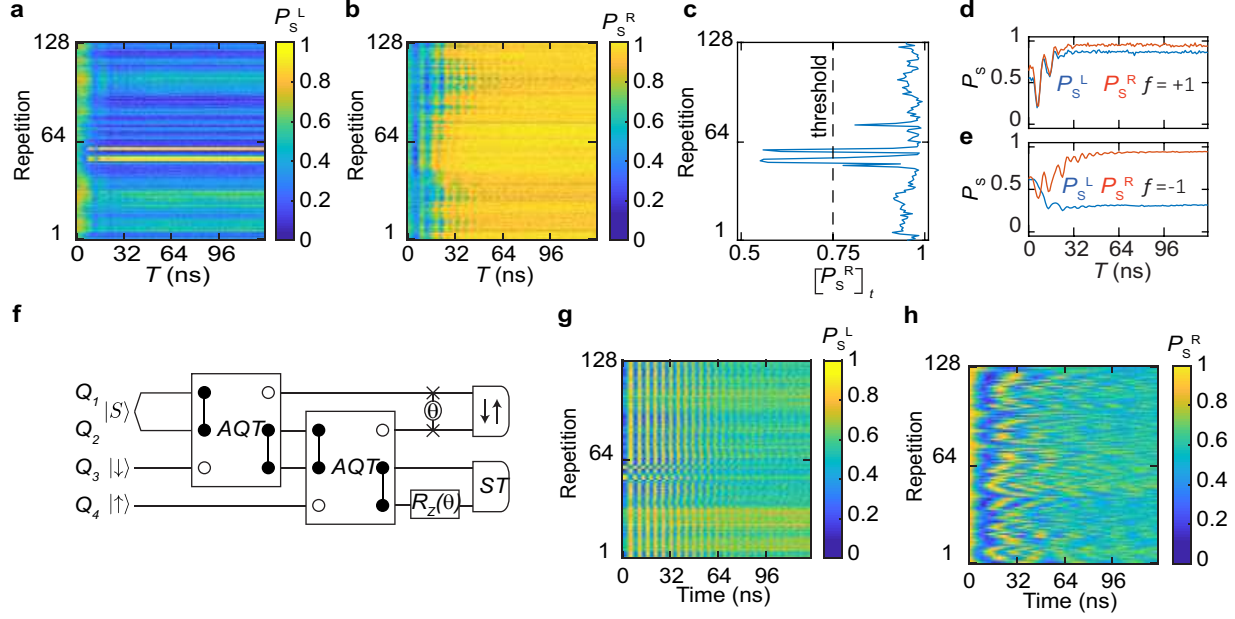 a
P_S^L
128
64
1
Repetition
0 32 64 96
T (ns)
1
0.8
0.6
0.4
0.2
0
b
P_S^R
128
64
1
Repetition
0 32 64 96
T (ns)
1
0.8
0.6
0.4
0.2
0
c
128
64
1
Repetition
threshold
0.5 0.75 1
[P_S^R]_t
d
1
0.5
0
P_S
P_S^L P_S^R f = +1
e
1
0.5
0
P_S
P_S^L P_S^R f = -1
0 32 64 96
T (ns)
f
Q_1
|S⟩
Q_2
Q_3 |↓⟩
Q_4 |↑⟩
AQT
AQT
θ
↓↑
R_Z(θ)
ST
g
P_S^L
128
64
1
Repetition
0 32 64 96
Time (ns)
1
0.8
0.6
0.4
0.2
0
h
P_S^R
128
64
1
Repetition
0 32 64 96
Time (ns)
1
0.8
0.6
0.4
0.2
0